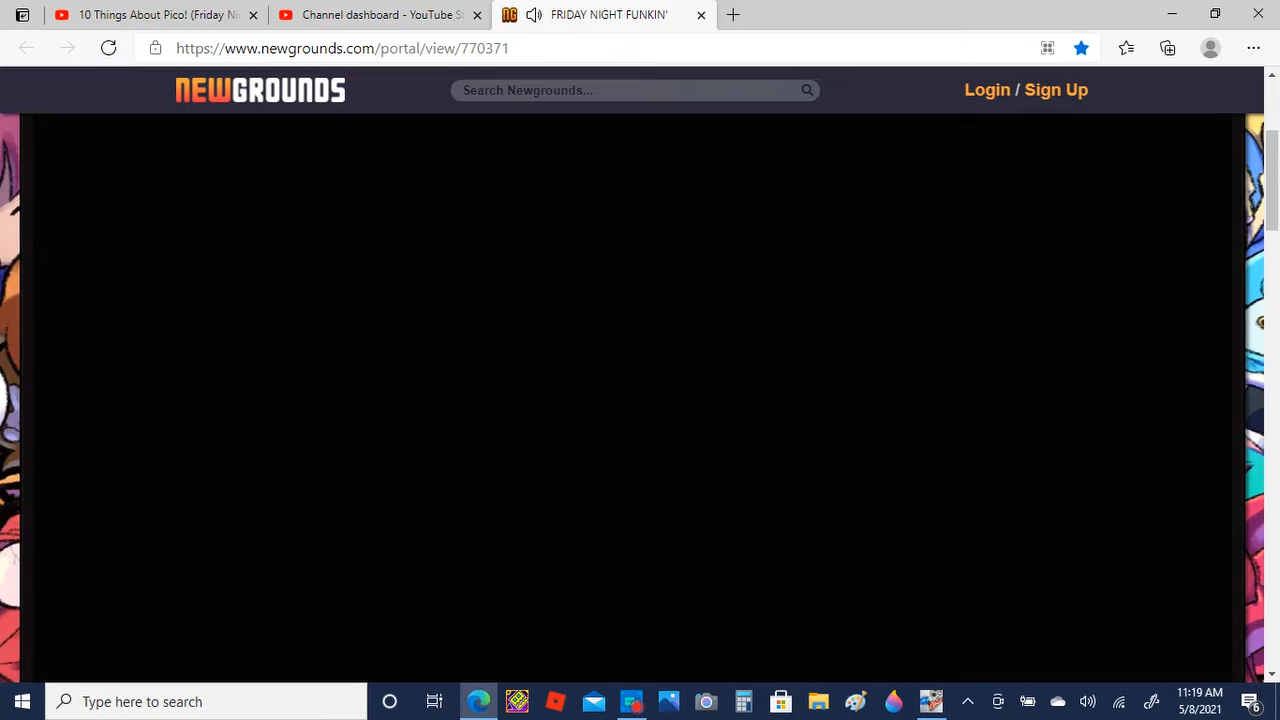 10 Things About Pico! (Friday Ni
Channel dashboard - YouTube St
FRIDAY NIGHT FUNKIN'
https://www.newgrounds.com/portal/view/770371
NEWGROUNDS
Search Newgrounds...
Login / Sign Up
Type here to search
11:19 AM
5/8/2021
6